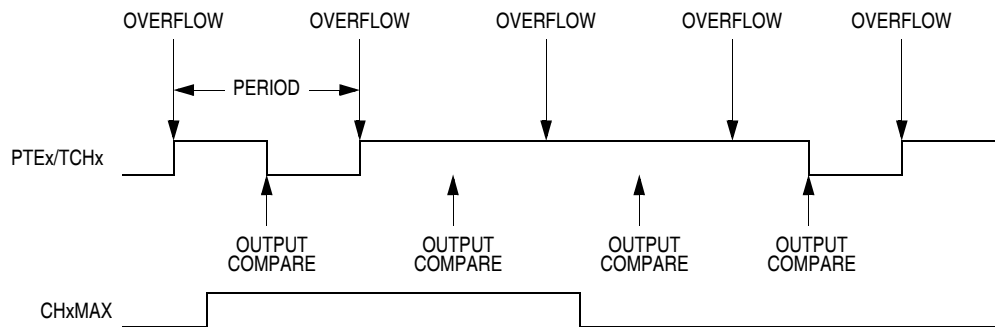 OVERFLOW OVERFLOW OVERFLOW OVERFLOW OVERFLOW
PERIOD
PTEx/TCHx
OUTPUT OUTPUT OUTPUT OUTPUT
COMPARE COMPARE COMPARE COMPARE
CHxMAX